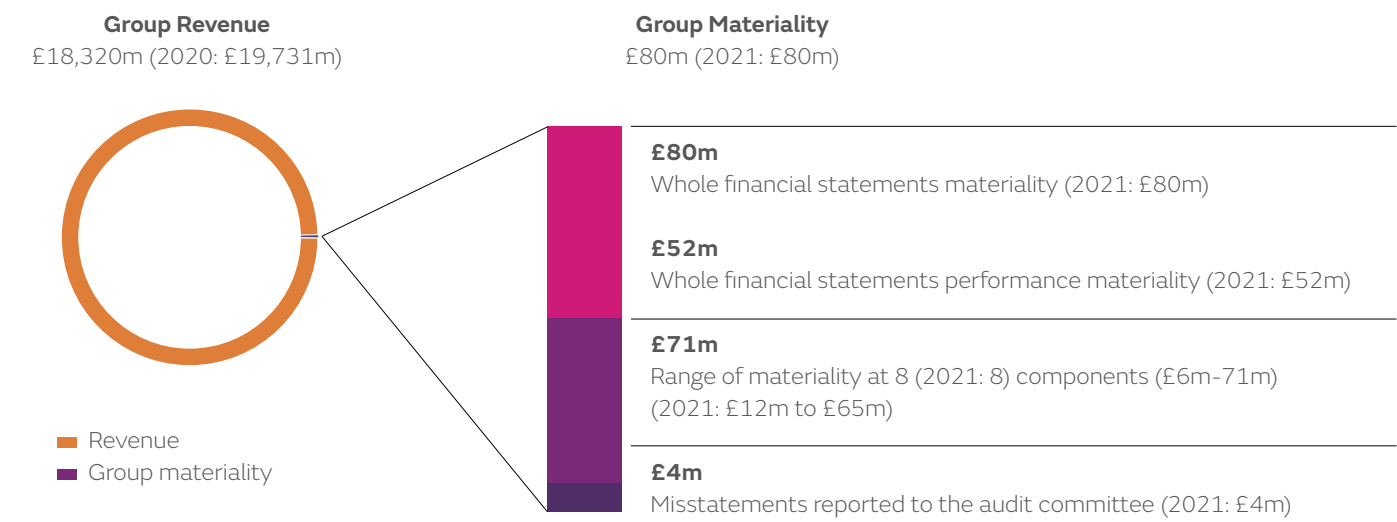 Group Revenue
£18,320m (2020: £19,731m)
Group Materiality
£80m (2021: £80m)
£80m
Whole financial statements materiality (2021: £80m)
£52m
Whole financial statements performance materiality (2021: £52m)
£71m
Range of materiality at 8 (2021: 8) components (£6m-71m)
(2021: £12m to £65m)
£4m
Misstatements reported to the audit committee (2021: £4m)
Revenue
Group materiality